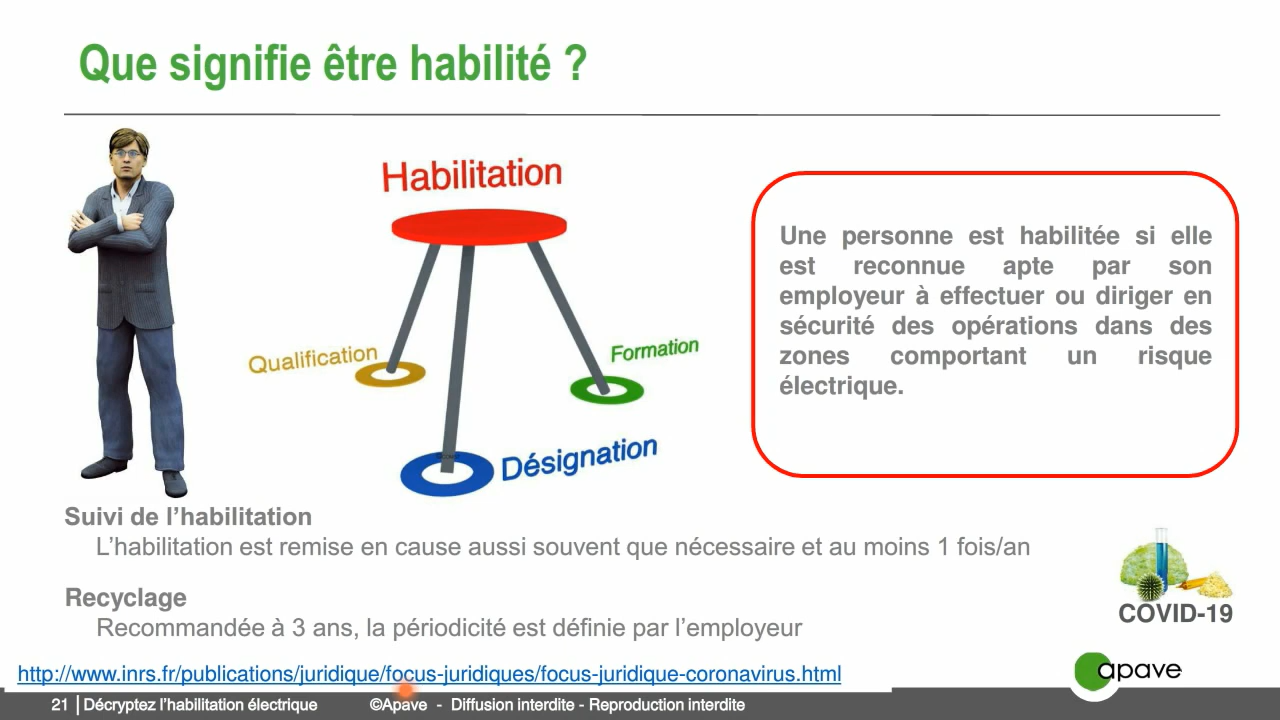 Que signifie être habilité ?
Habilitation
Qualification
Formation
Désignation
Une personne est habilitée si elle
est reconnue apte par son
employeur à effectuer ou diriger en
sécurité des opérations dans des
zones comportant un risque
électrique.
Suivi de l’habilitation
L’habilitation est remise en cause aussi souvent que nécessaire et au moins 1 fois/an
Recyclage
Recommandée à 3 ans, la périodicité est définie par l’employeur
COVID-19
http://www.inrs.fr/publications/juridique/focus-juridiques/focus-juridique-coronavirus.html
apave
21 | Décryptez l’habilitation électrique ©Apave - Diffusion interdite - Reproduction interdite